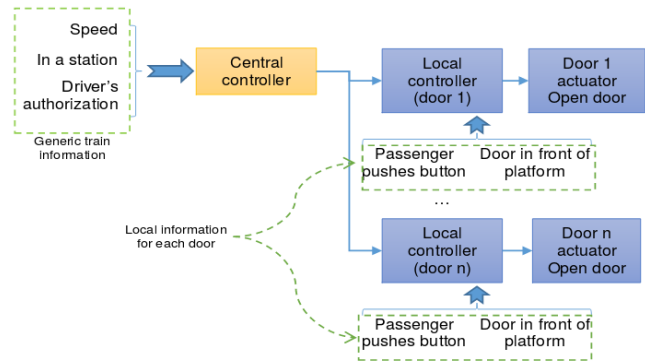 Speed
In a station
Driver's
authorization
Generic train
information
Central
controller
Local
controller
(door 1)
Door 1
actuator
Open door
Passenger
pushes button
Door in front of
platform
...
Local information
for each door
Local
controller
(door n)
Door n
actuator
Open door
Passenger
pushes button
Door in front of
platform